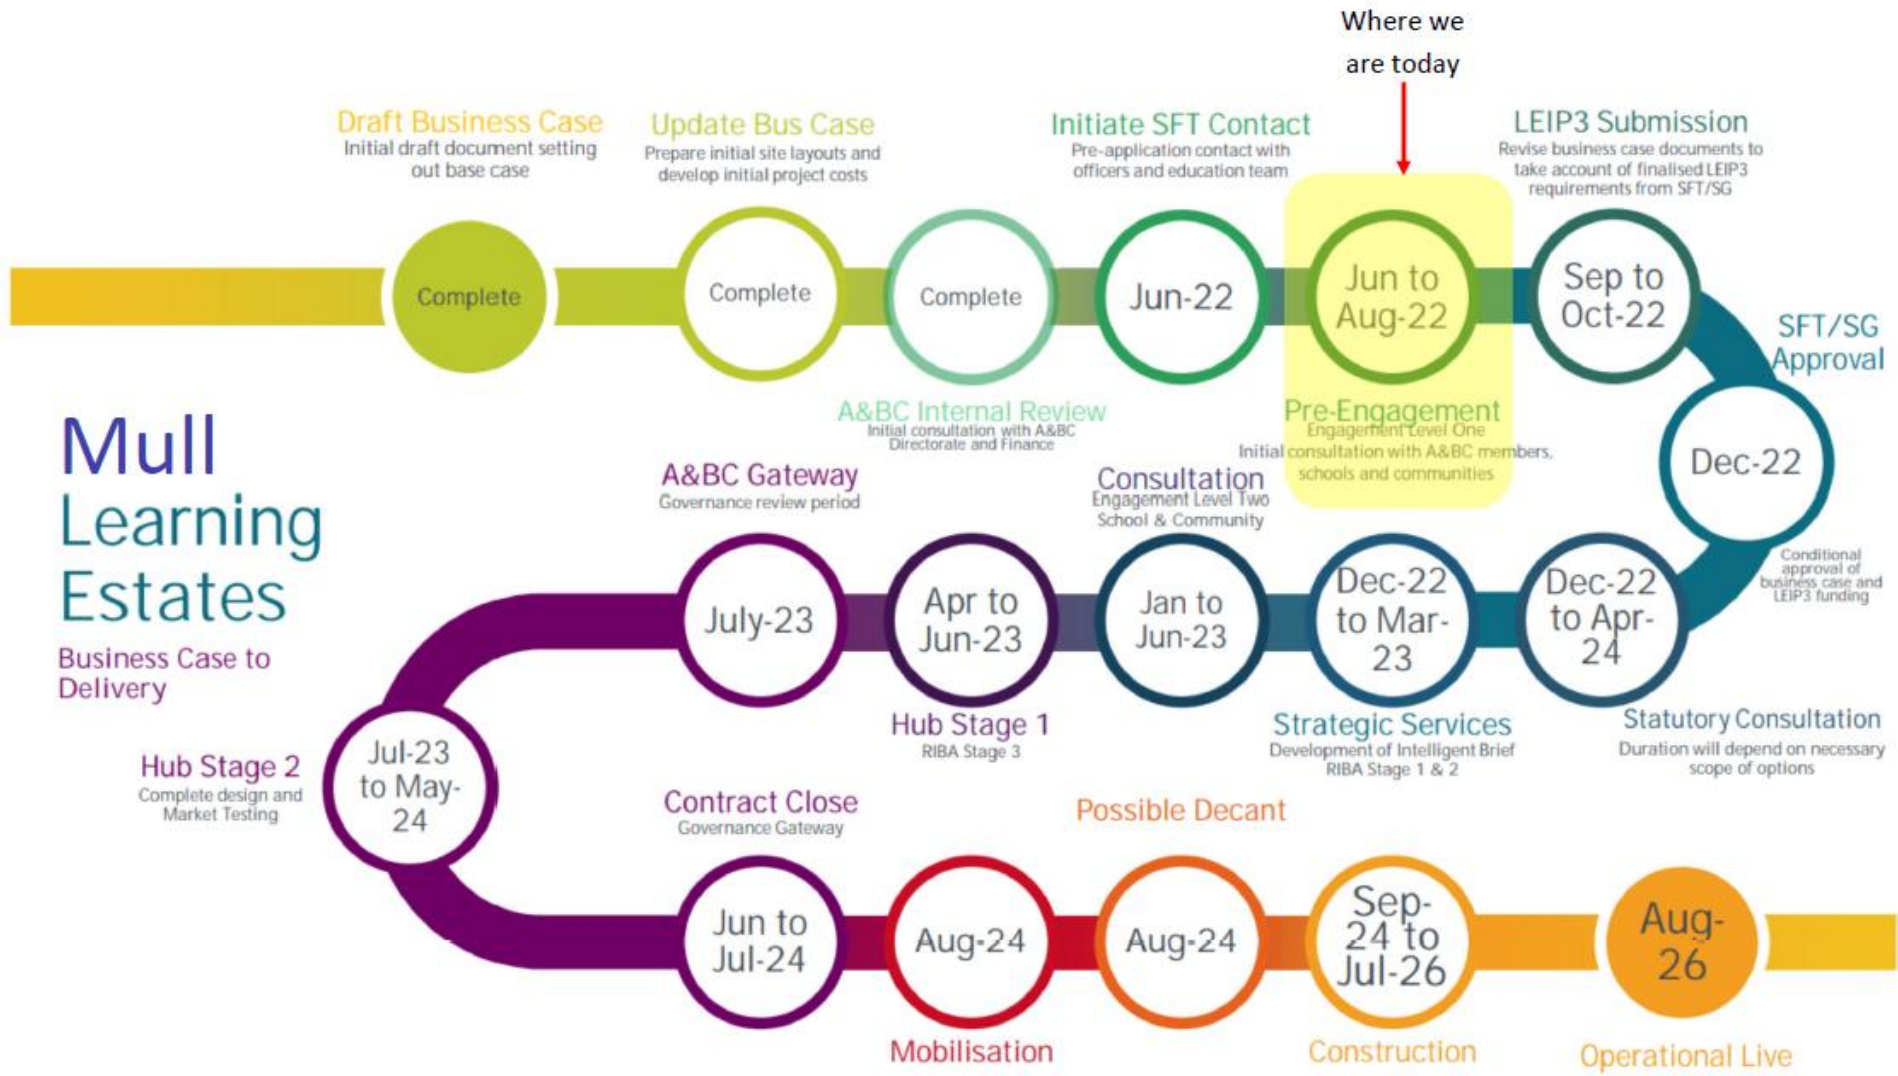 Where we
are today
Draft Business Case
Initial draft document setting
out base case
Complete
Update Bus Case
Prepare initial site layouts and
develop initial project costs
Complete
Complete
A&BC Internal Review
Initial consultation with A&BC
Directorate and Finance
Initiate SFT Contact
Pre-application contact with
officers and education team
Jun-22
Jun to
Aug-22
Pre-Engagement
Engagement Level One
Initial consultation with A&BC members,
schools and communities
LEIP3 Submission
Revise business case documents to
take account of finalised LEIP3
requirements from SFT/SG
Sep to
Oct-22
SFT/SG
Approval
Dec-22
Conditional
approval of
business case and
LEIP3 funding
Mull
Learning
Estates
Business Case to
Delivery
Dec-22
to Apr-
24
Statutory Consultation
Duration will depend on necessary
scope of options
Dec-22
to Mar-
23
Strategic Services
Development of Intelligent Brief
RIBA Stage 1 & 2
Consultation
Engagement Level Two
School & Community
Jan to
Jun-23
Apr to
Jun-23
Hub Stage 1
RIBA Stage 3
A&BC Gateway
Governance review period
July-23
Hub Stage 2
Complete design and
Market Testing
Jul-23
to May-
24
Contract Close
Governance Gateway
Jun to
Jul-24
Aug-24
Mobilisation
Possible Decant
Aug-24
Sep-
24 to
Jul-26
Construction
Aug-
26
Operational Live